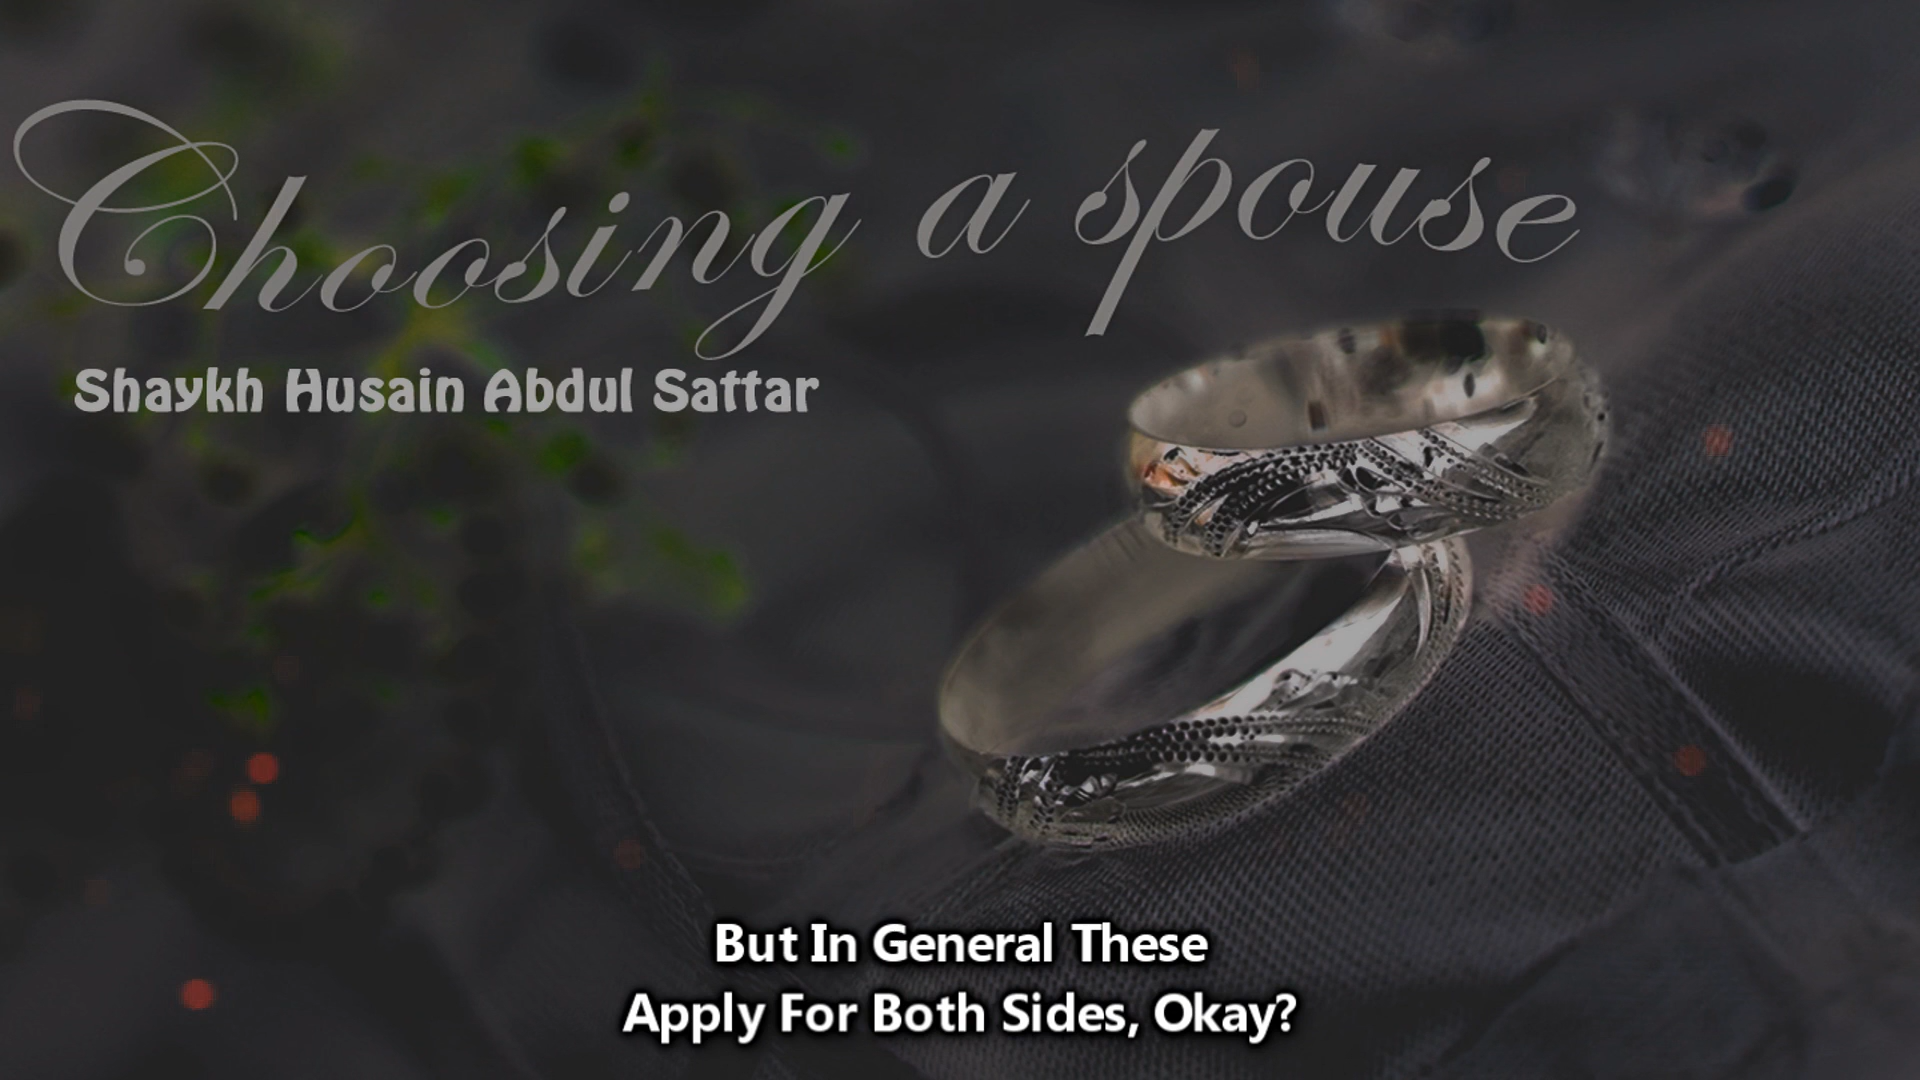 Choosing a spouse
Shaykh Husain Abdul Sattar
But In General These
Apply For Both Sides, Okay?